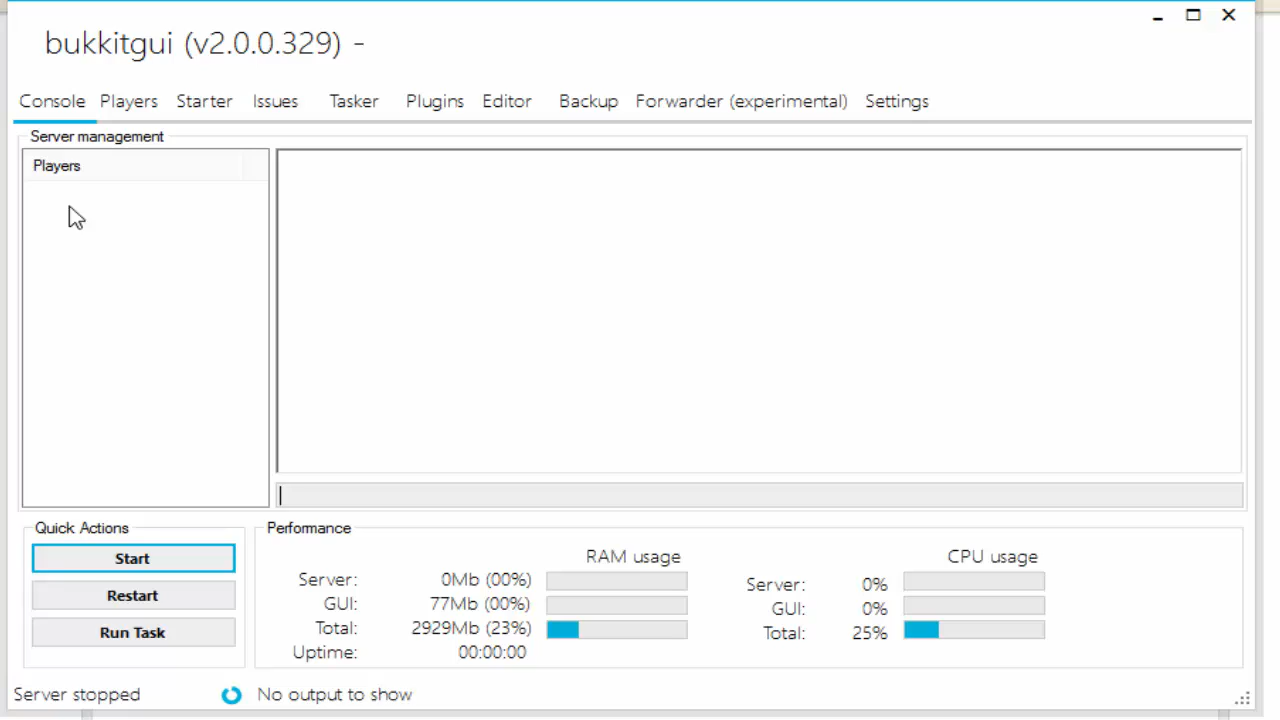 bukkitgui (v2.0.0.329) -
Console Players Starter Issues Tasker Plugins Editor Backup Forwarder (experimental) Settings
Server management
Players
Quick Actions
Start
Restart
Run Task
Performance
RAM usage
Server: 0Mb (00%)
GUI: 77Mb (00%)
Total: 2929Mb (23%)
Uptime: 00:00:00
CPU usage
Server: 0%
GUI: 0%
Total: 25%
Server stopped No output to show